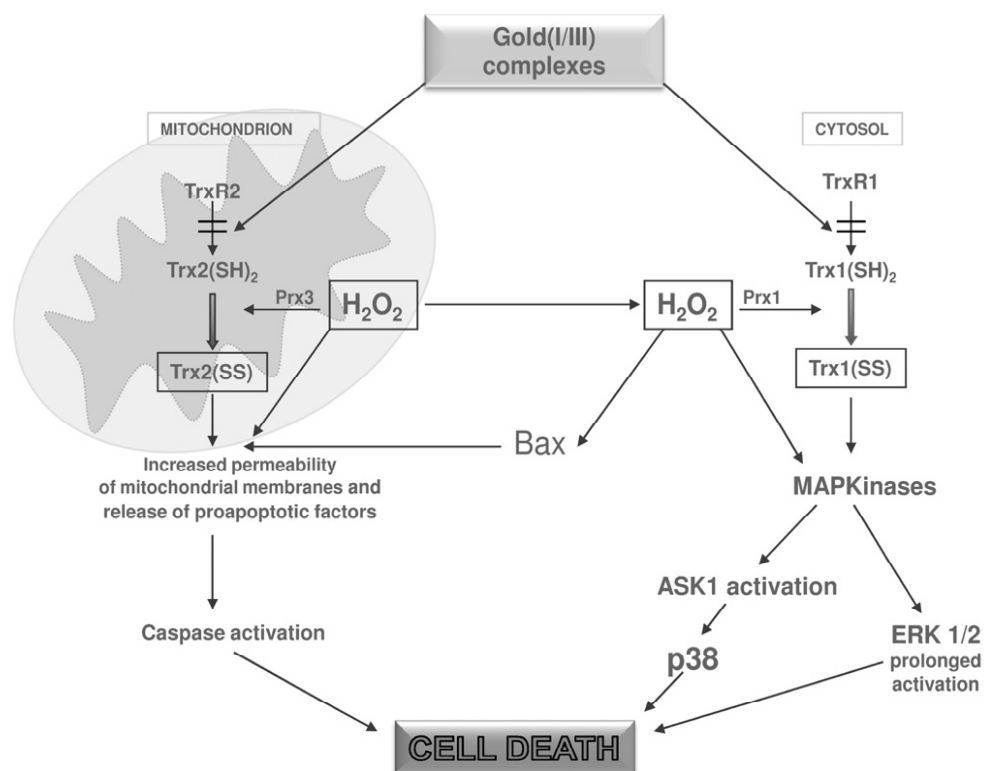 Gold(I/III)
complexes
MITOCHONDRION
CYTOSOL
TrxR2
TrxR1
Trx2(SH)₂
Trx1(SH)₂
Prx3
H₂O₂
H₂O₂
Prx1
Trx2(SS)
Trx1(SS)
Bax
Increased permeability
of mitochondrial membranes and
release of proapoptotic factors
MAPKinases
ASK1 activation
Caspase activation
p38
ERK 1/2
prolonged
activation
CELL DEATH